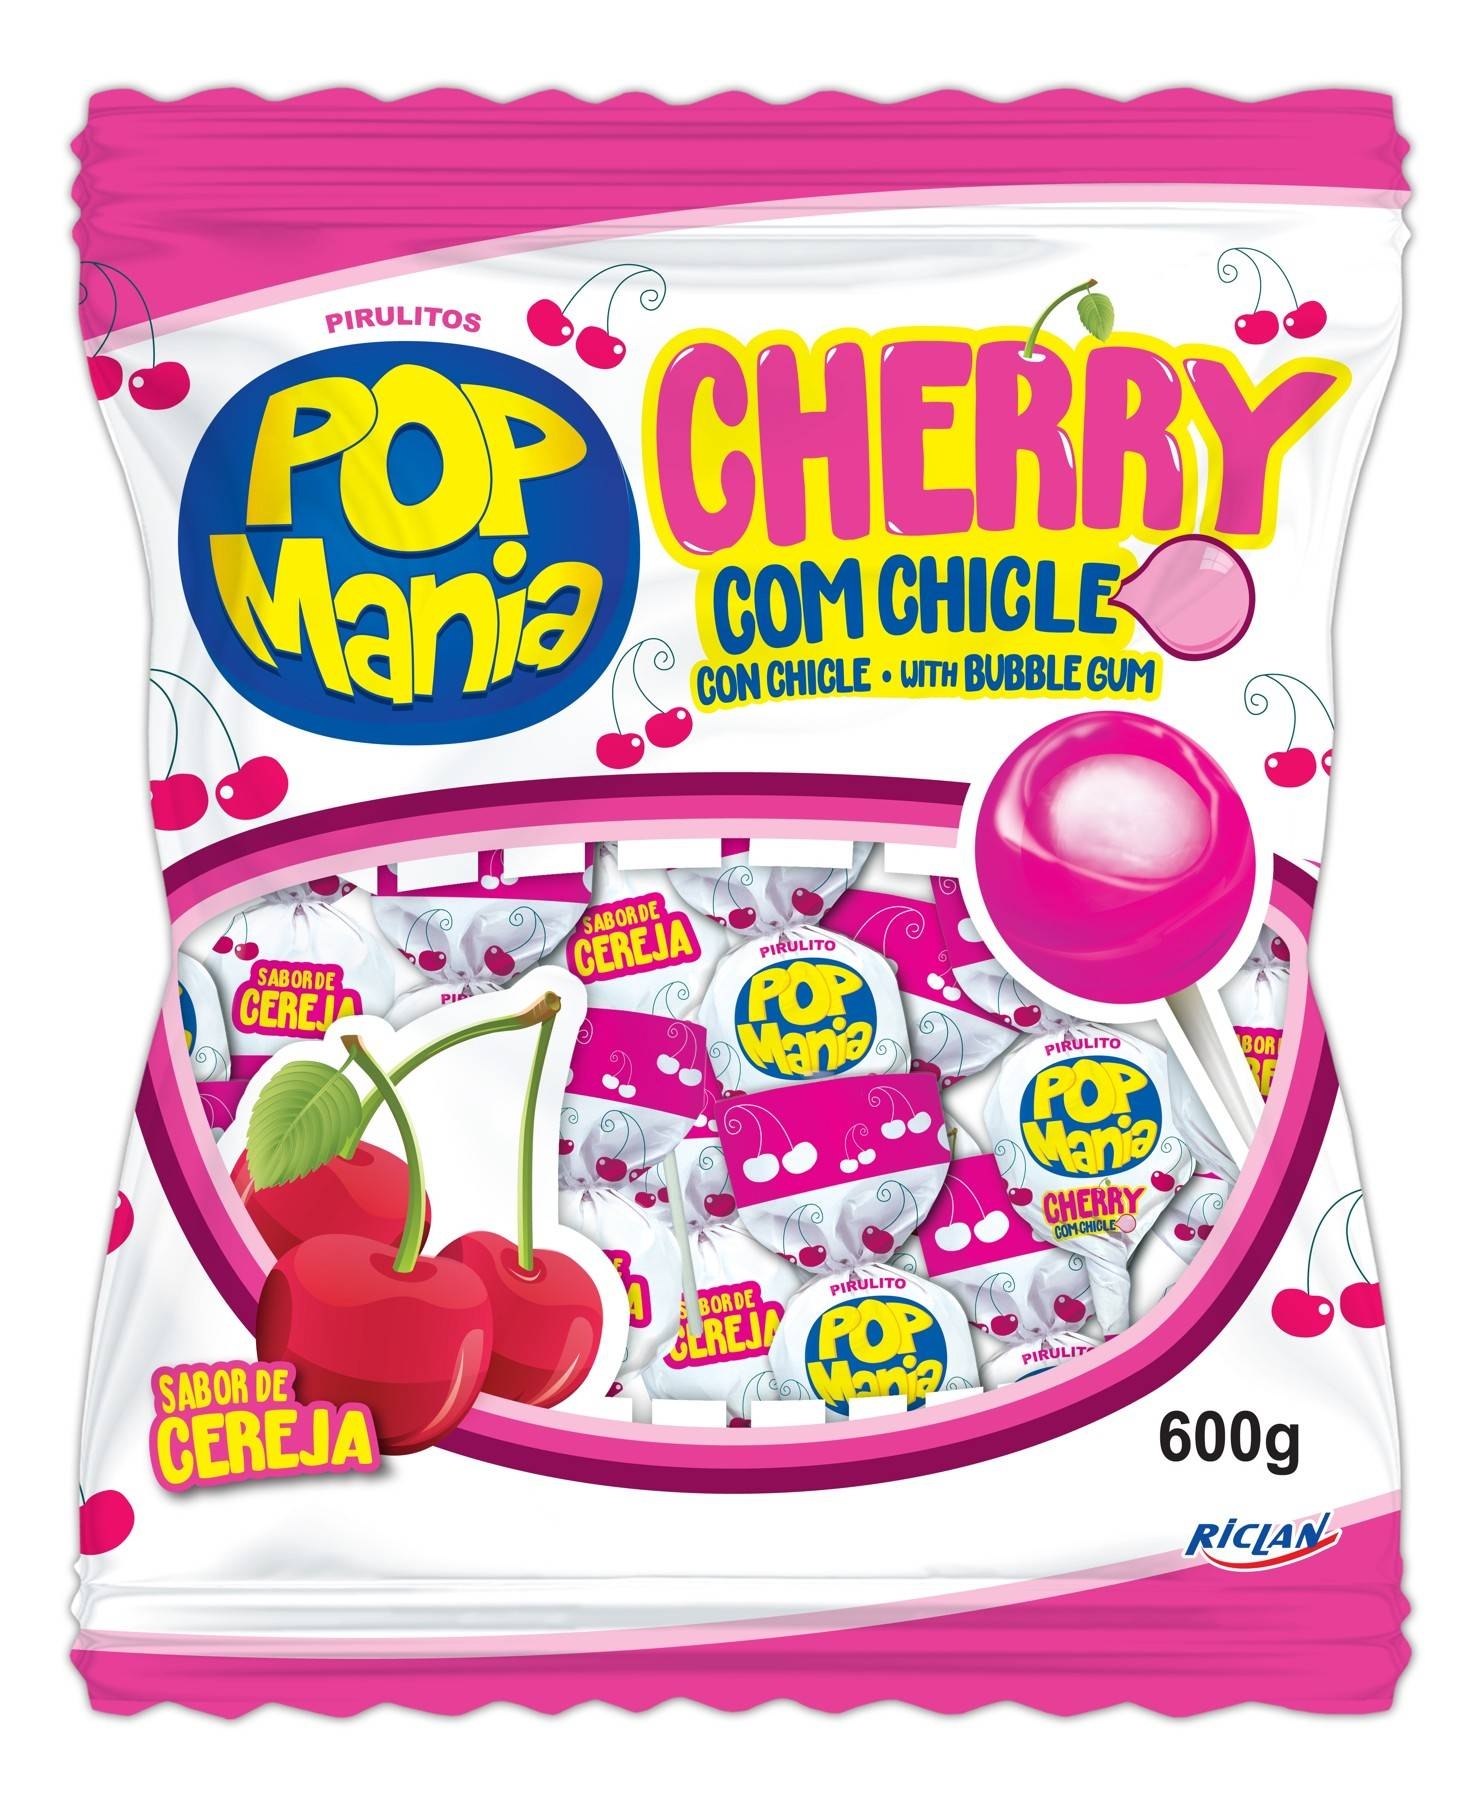 PIRULITOS
POP
Mania
CHERRY
COM CHICLE
CON CHICLE • WITH BUBBLE GUM
SABOR DE
CEREJA
PIRULITO
POP
Mania
SABOR DE
CEREJA
PIRULITO
POP
Mania
CHERRY
COM CHICLE
SABOR DE
CEREJA
PIRULITO
POP
Mania
PIRULITO
SABOR DE
CEREJA
600g
RICLAN